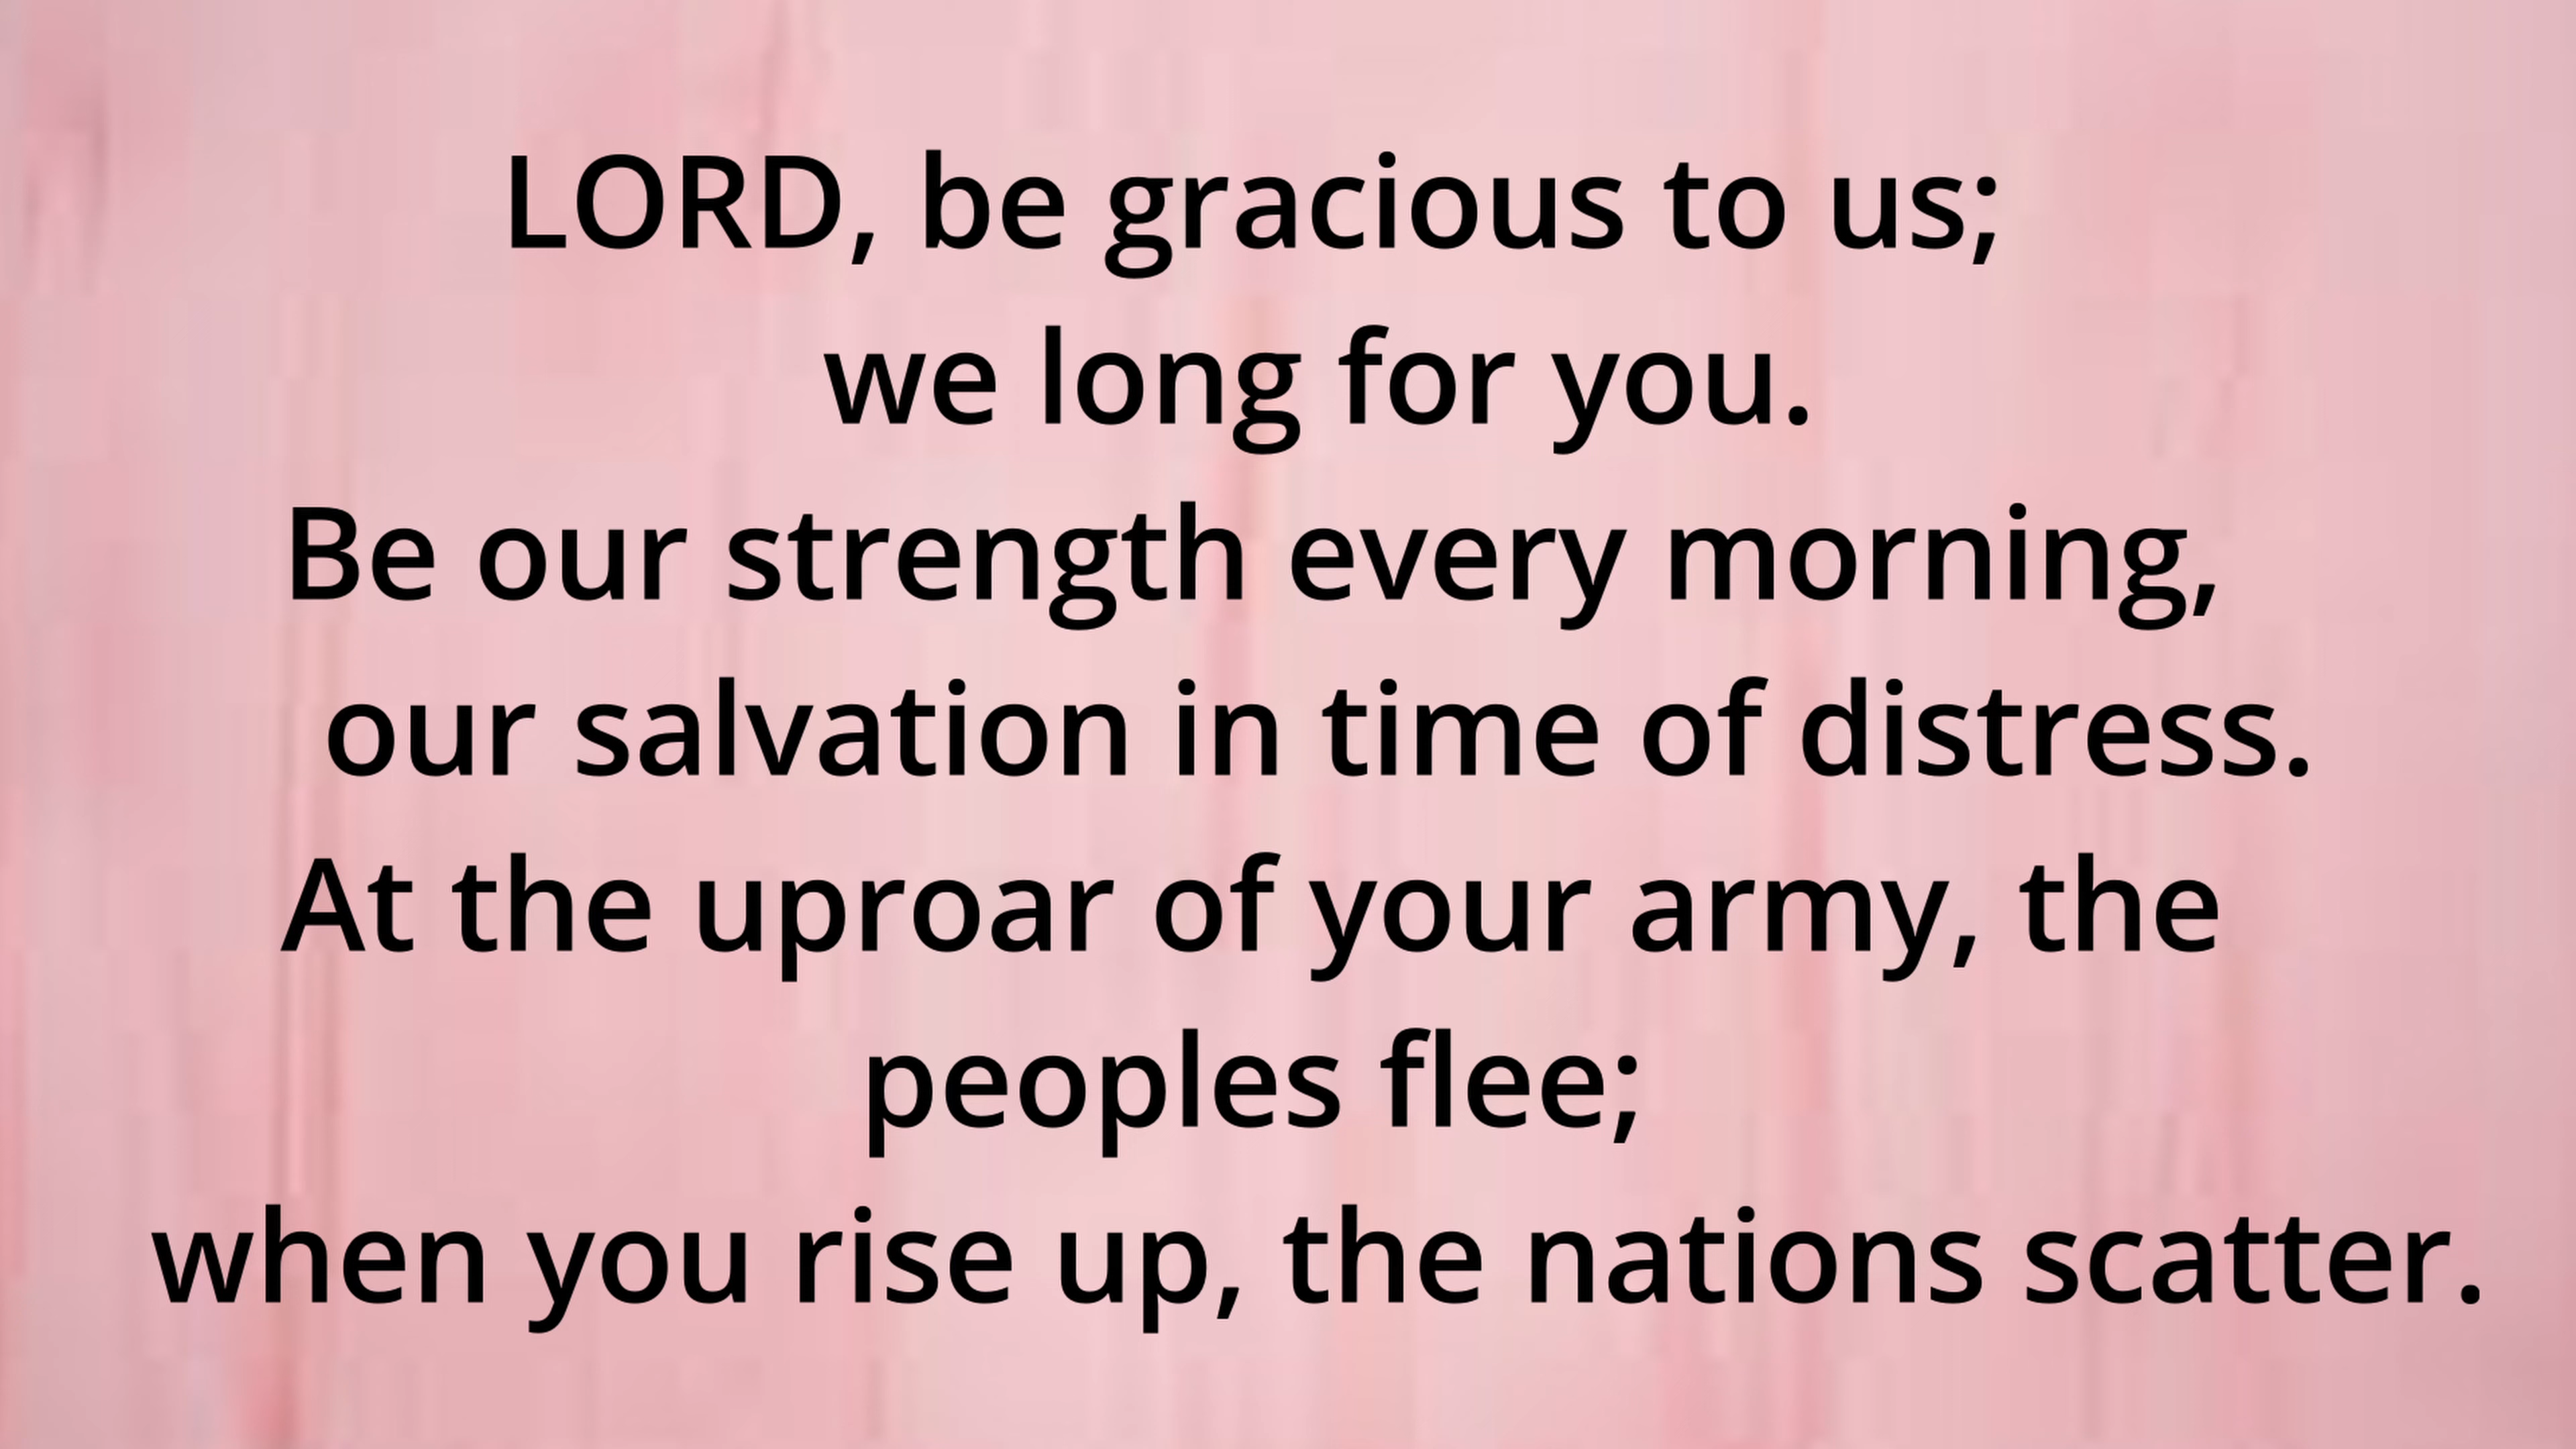 LORD, be gracious to us;
we long for you.
Be our strength every morning,
our salvation in time of distress.
At the uproar of your army, the
peoples flee;
when you rise up, the nations scatter.